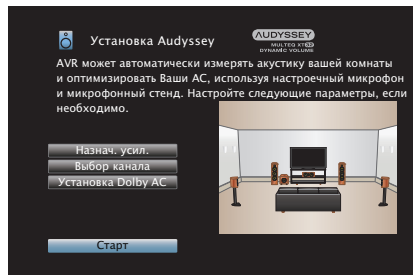 Установка Audyssey
AUDYSSEY
MULTEQ XT32
DYNAMIC VOLUME
AVR может автоматически измерять акустику вашей комнаты
и оптимизировать Ваши АС, используя настроечный микрофон
и микрофонный стенд. Настройте следующие параметры, если
необходимо.
Назнач. усил.
Выбор канала
Установка Dolby АС
Старт